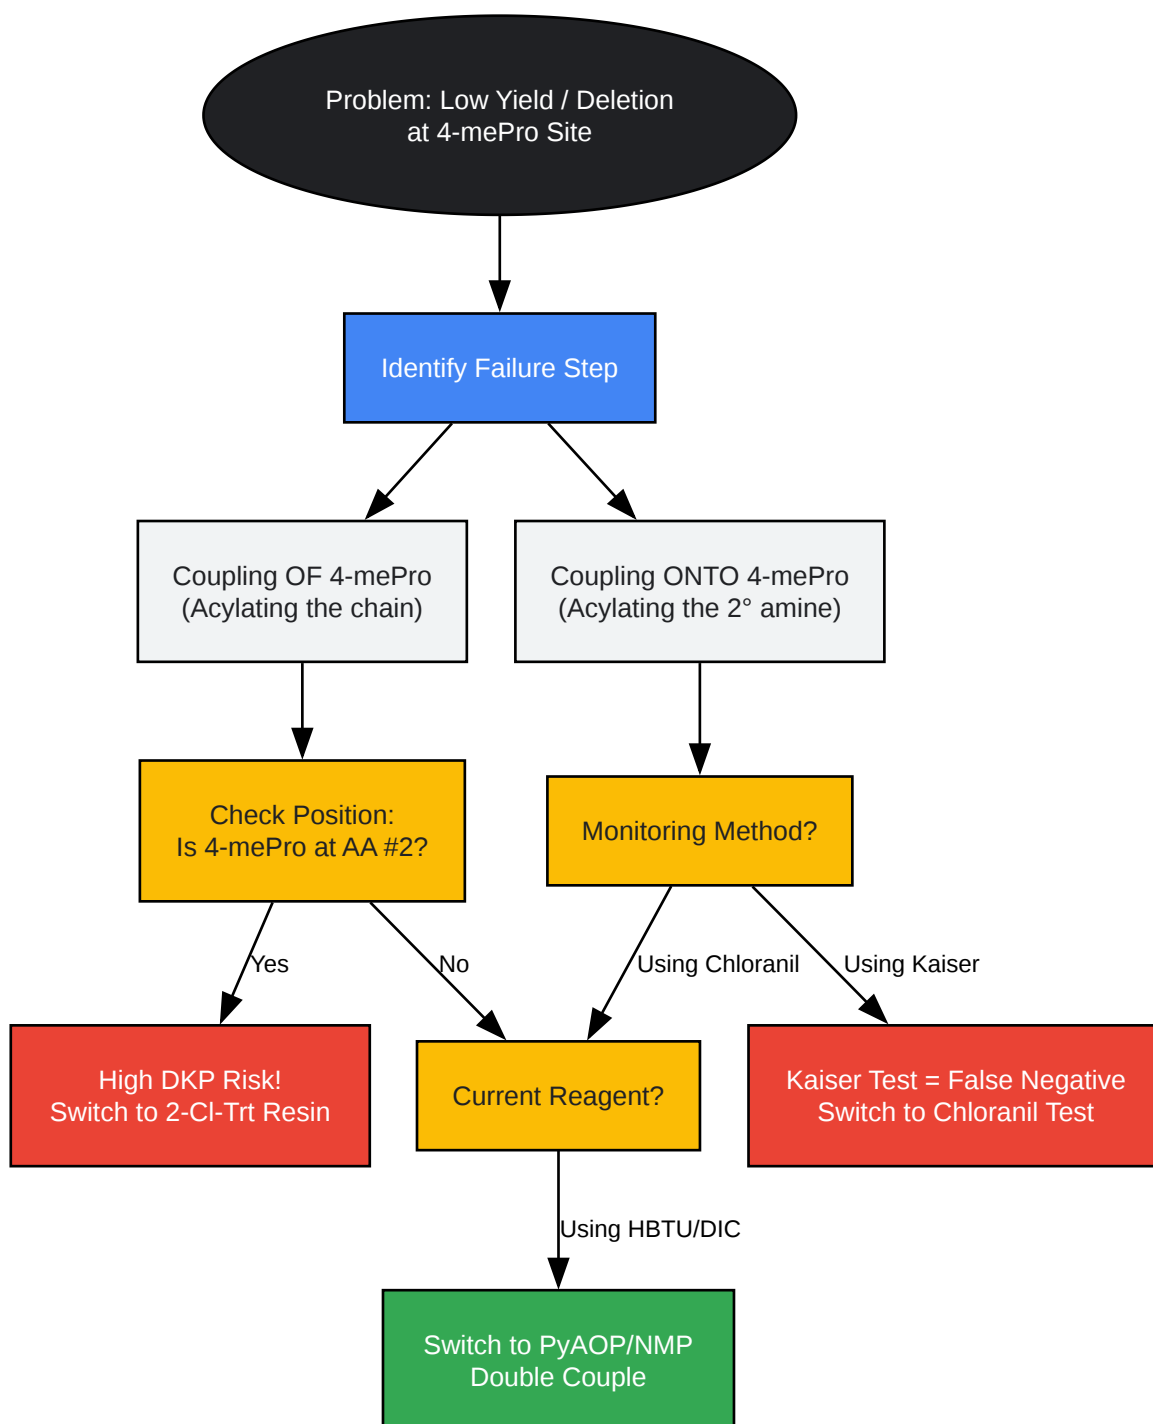 Problem: Low Yield / Deletion
at 4-mePro Site
Identify Failure Step
Coupling OF 4-mePro
(Acylating the chain)
Coupling ONTO 4-mePro
(Acylating the 2° amine)
Check Position:
Is 4-mePro at AA #2?
Monitoring Method?
Yes
No
Using Chloranil
Using Kaiser
High DKP Risk!
Switch to 2-Cl-Trt Resin
Current Reagent?
Kaiser Test = False Negative
Switch to Chloranil Test
Using HBTU/DIC
Switch to PyAOP/NMP
Double Couple